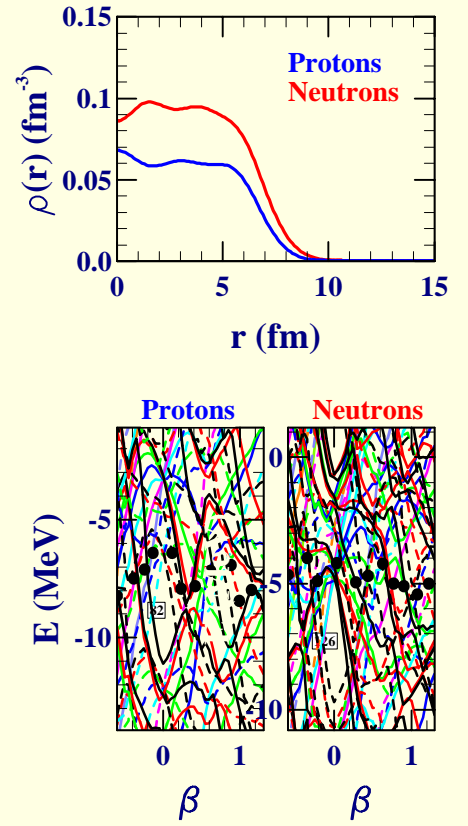 0.15
Protons
Neutrons
0.1
ρ(r) (fm⁻³)
0.05
0.0
0 5 10 15
r (fm)
Protons Neutrons
0
-5 -5
E (MeV)
82
-10
126
-10
0 1 0 1
β β